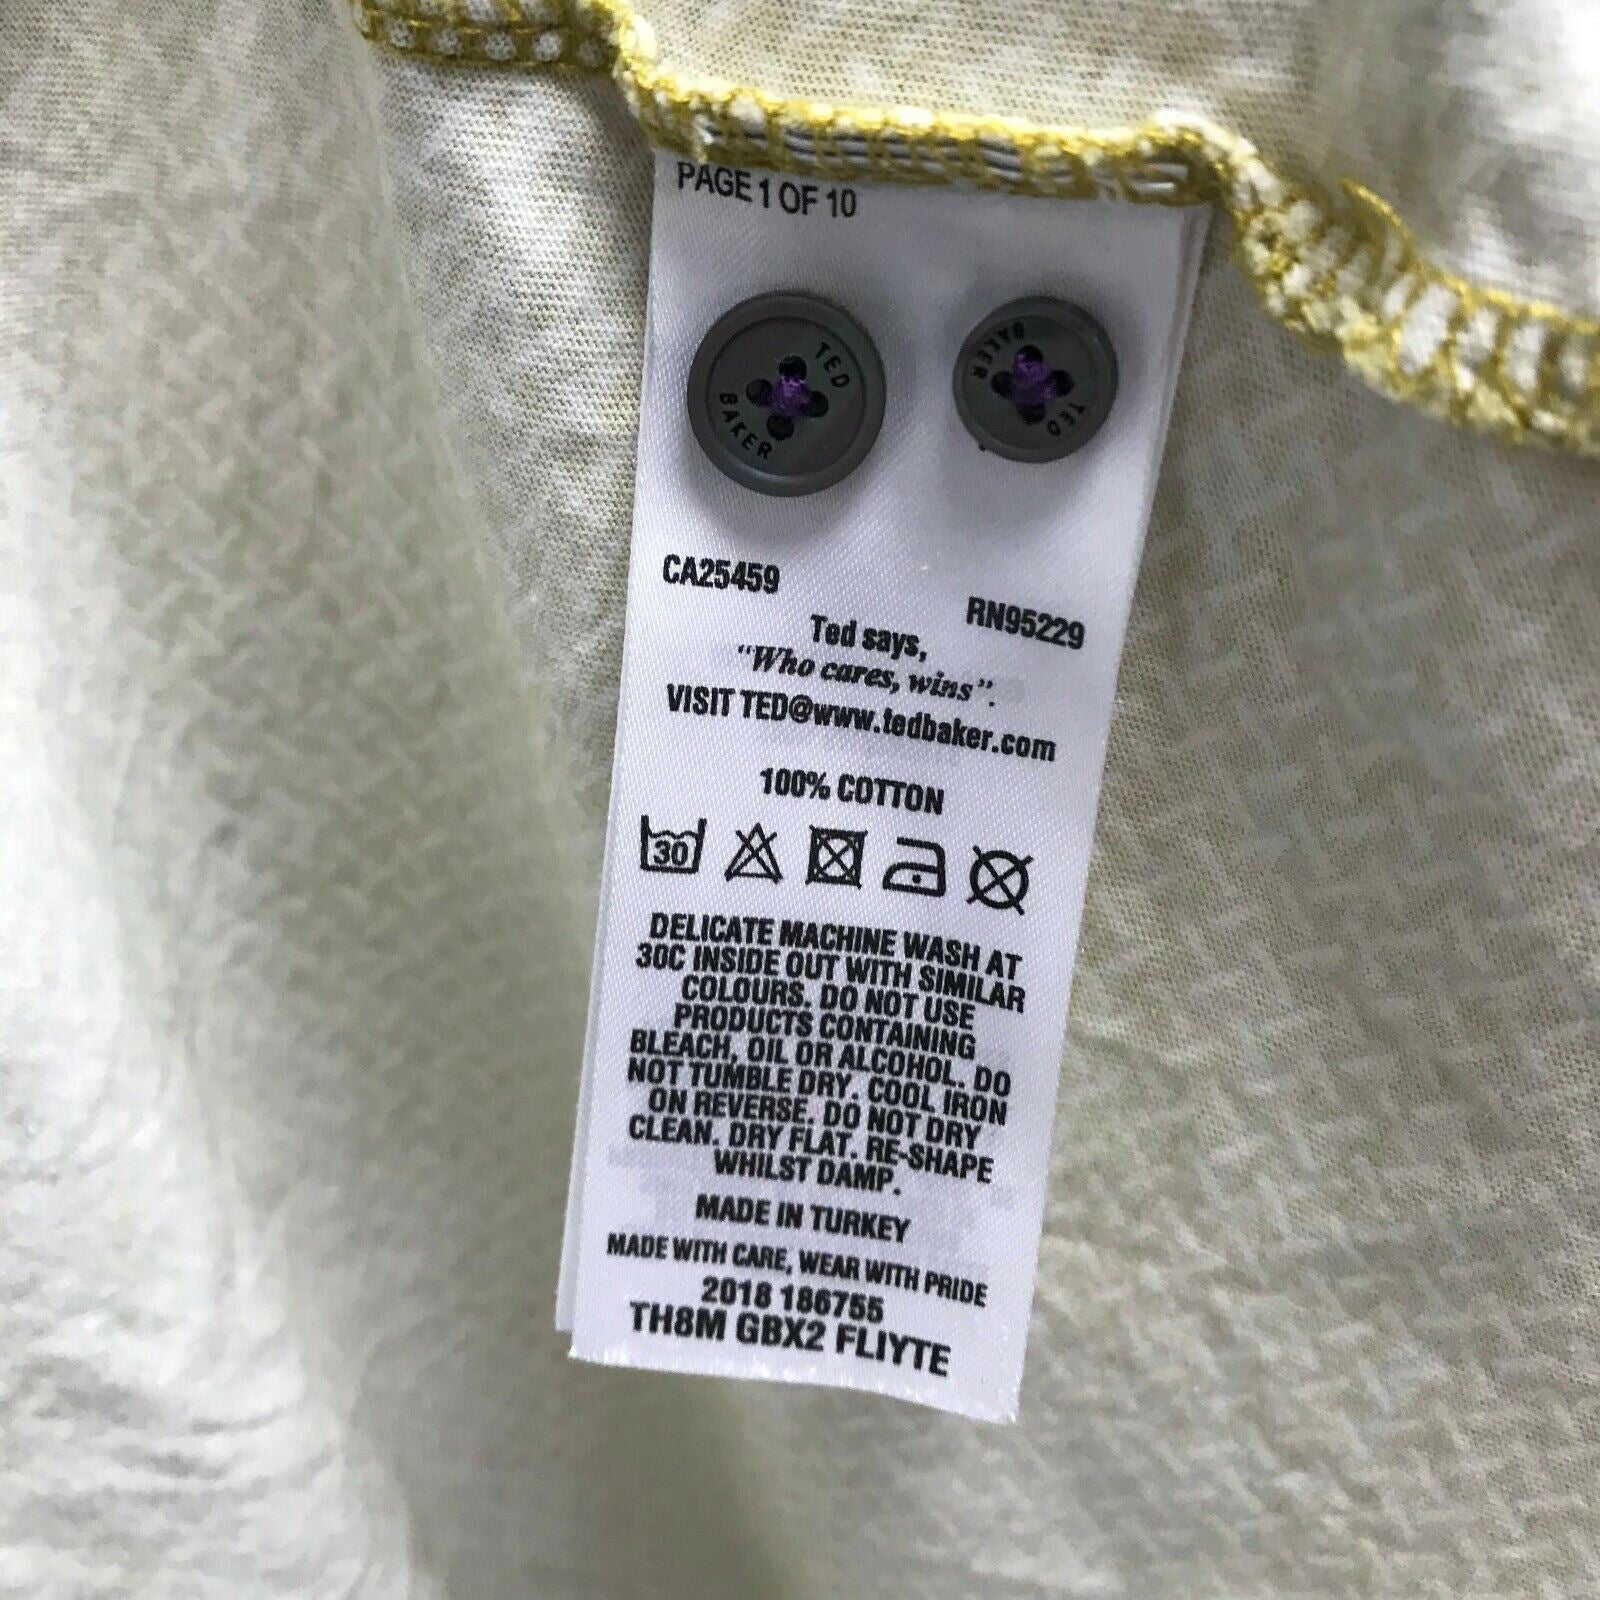 PAGE 1 OF 10
TED
BAKER
TED
BAKER
CA25459
RN95229
Ted says,
"Who cares, wins".
VISIT TED@www.tedbaker.com
100% COTTON
30
DELICATE MACHINE WASH AT
30C INSIDE OUT WITH SIMILAR
COLOURS. DO NOT USE
PRODUCTS CONTAINING
BLEACH, OIL OR ALCOHOL. DO
NOT TUMBLE DRY. COOL IRON
ON REVERSE. DO NOT DRY
CLEAN. DRY FLAT. RE-SHAPE
WHILST DAMP.
MADE IN TURKEY
MADE WITH CARE, WEAR WITH PRIDE
2018 186755
TH8M GBX2 FLIYTE